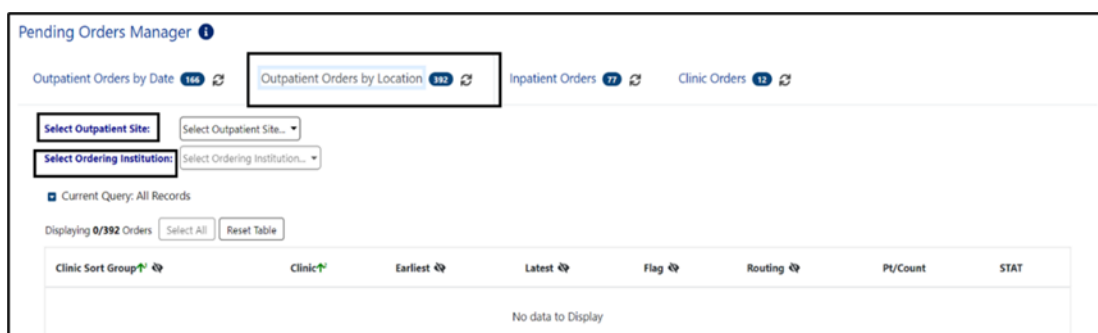 Pending Orders Manager
Outpatient Orders by Date 166 Outpatient Orders by Location 392 Inpatient Orders 77 Clinic Orders 12
Select Outpatient Site: Select Outpatient Site...
Select Ordering Institution: Select Ordering Institution...
Current Query: All Records
Displaying 0/392 Orders Select All Reset Table
Clinic Sort Group Clinic Earliest Latest Flag Routing Pt/Count STAT
No data to Display